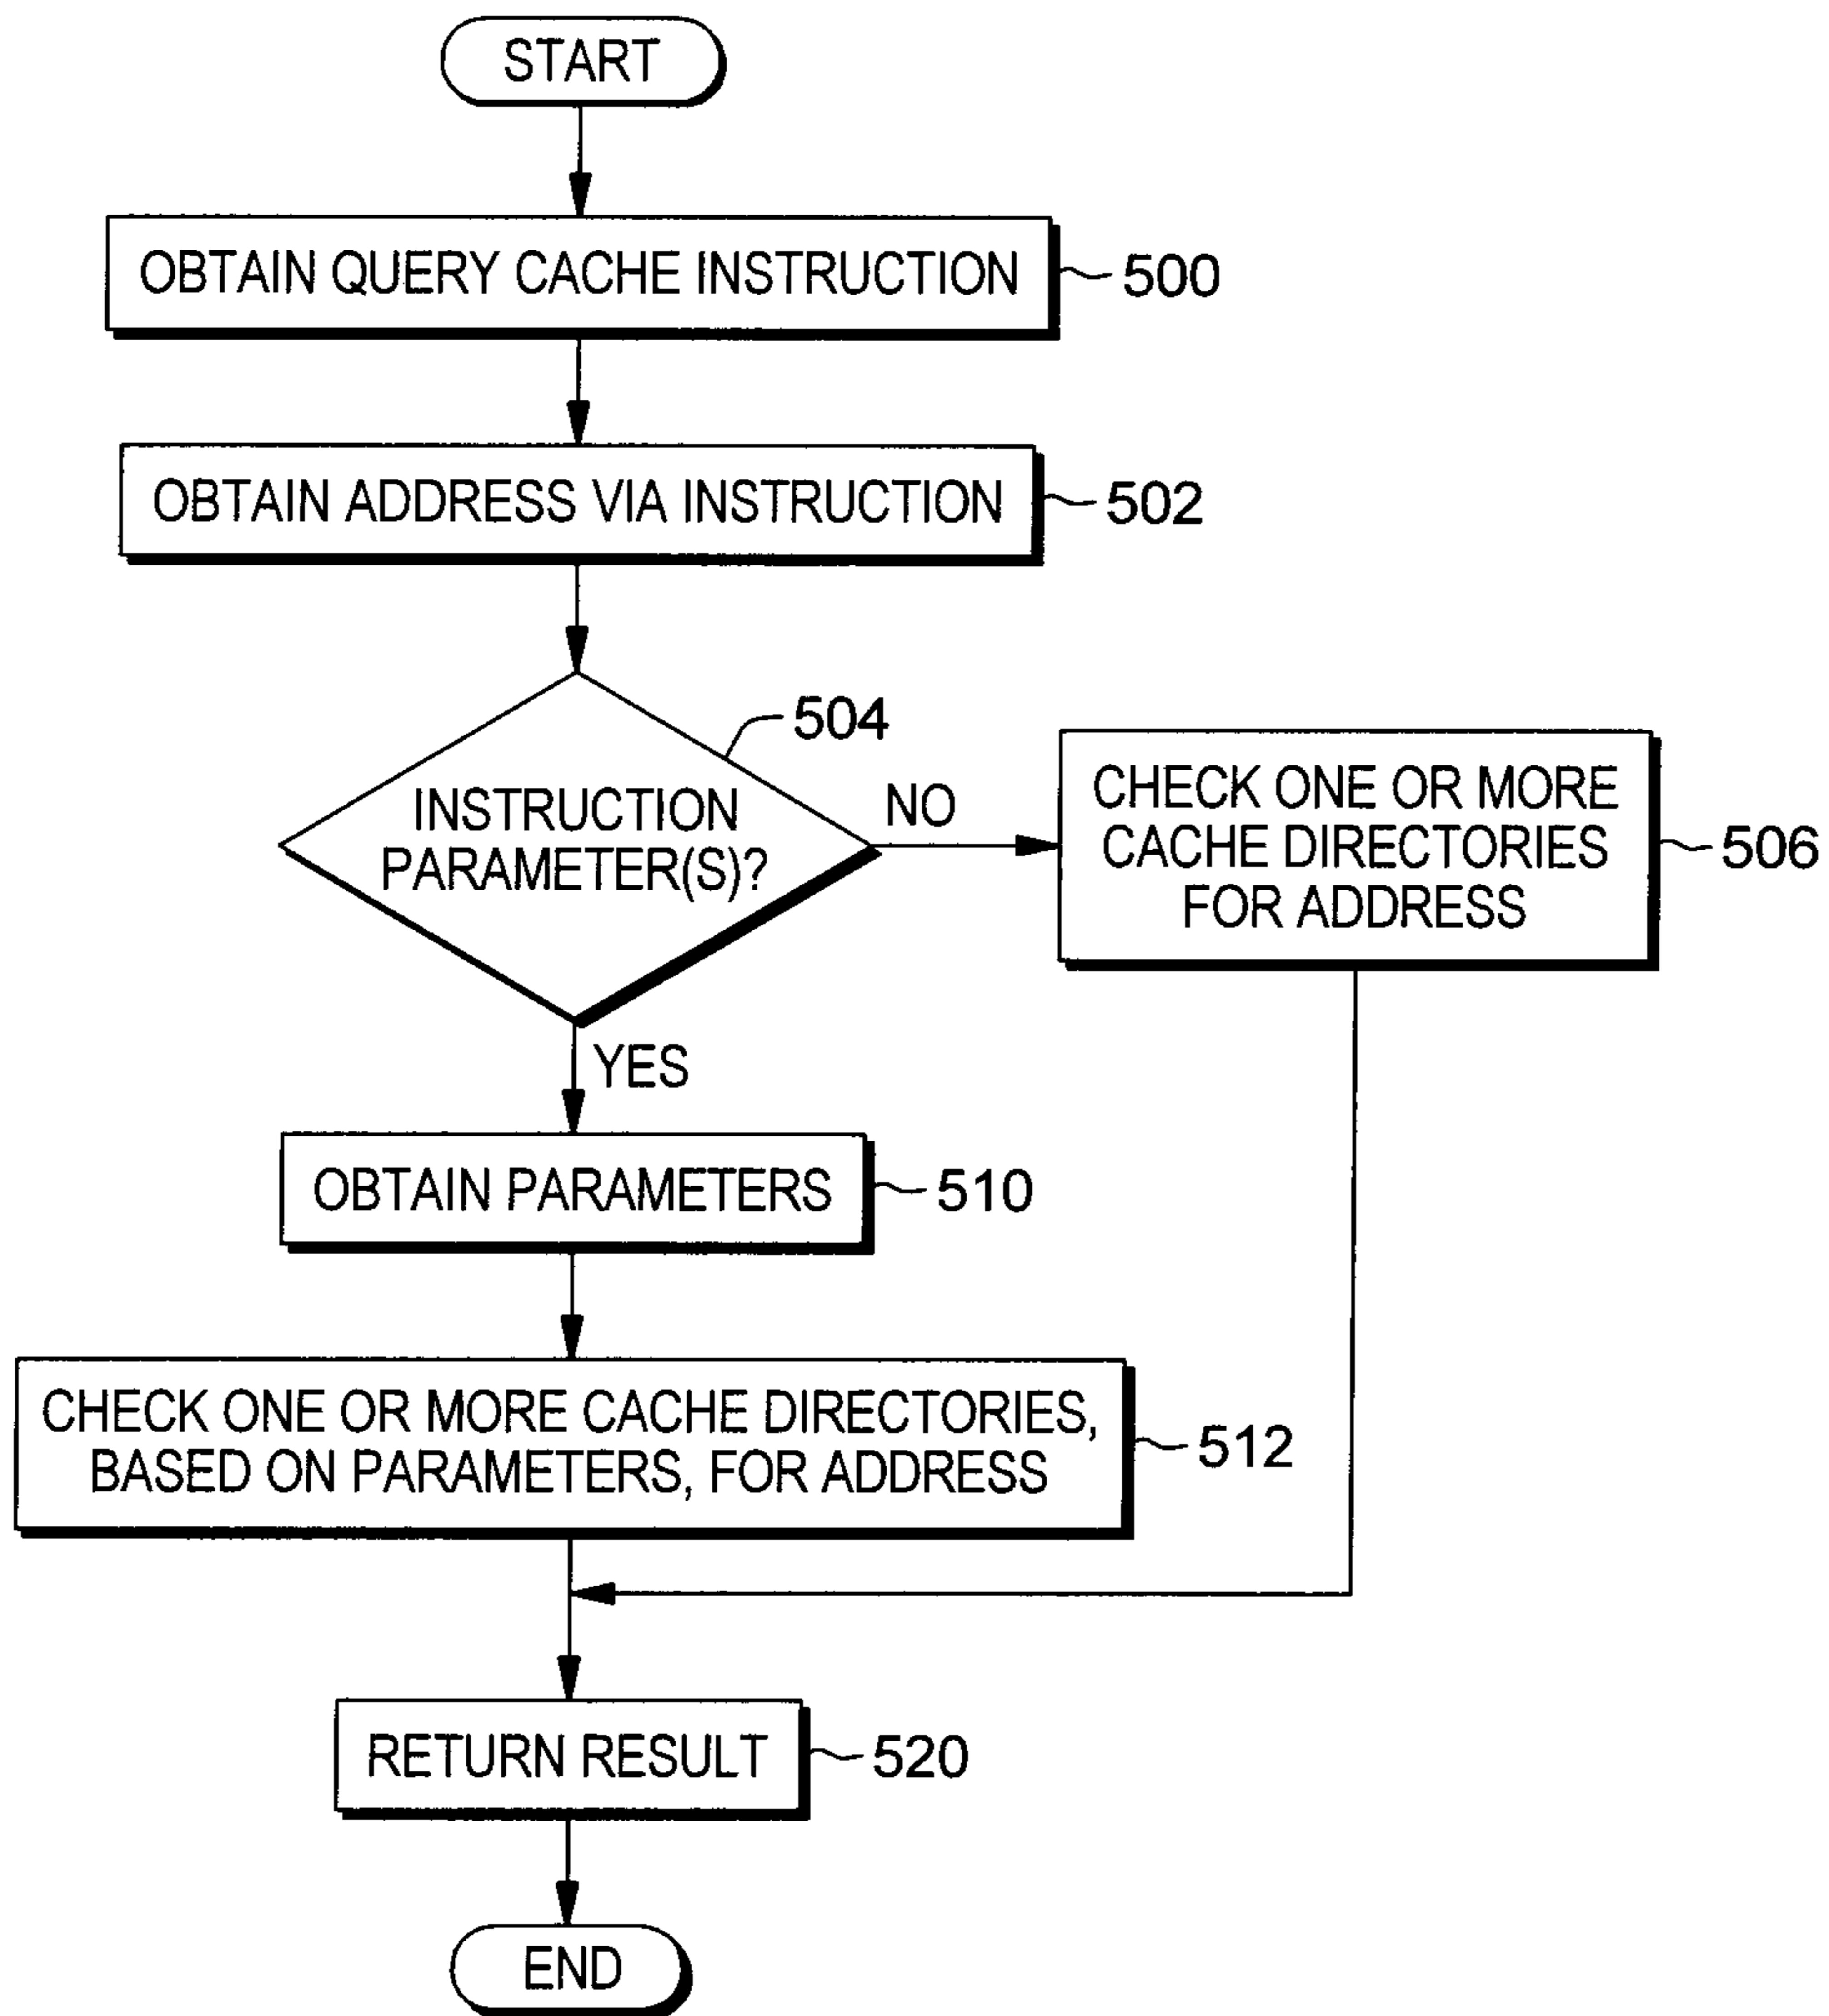 START
OBTAIN QUERY CACHE INSTRUCTION
500
OBTAIN ADDRESS VIA INSTRUCTION
502
504
INSTRUCTION
PARAMETER(S)?
NO
CHECK ONE OR MORE
CACHE DIRECTORIES
FOR ADDRESS
506
YES
OBTAIN PARAMETERS
510
CHECK ONE OR MORE CACHE DIRECTORIES,
BASED ON PARAMETERS, FOR ADDRESS
512
RETURN RESULT
520
END